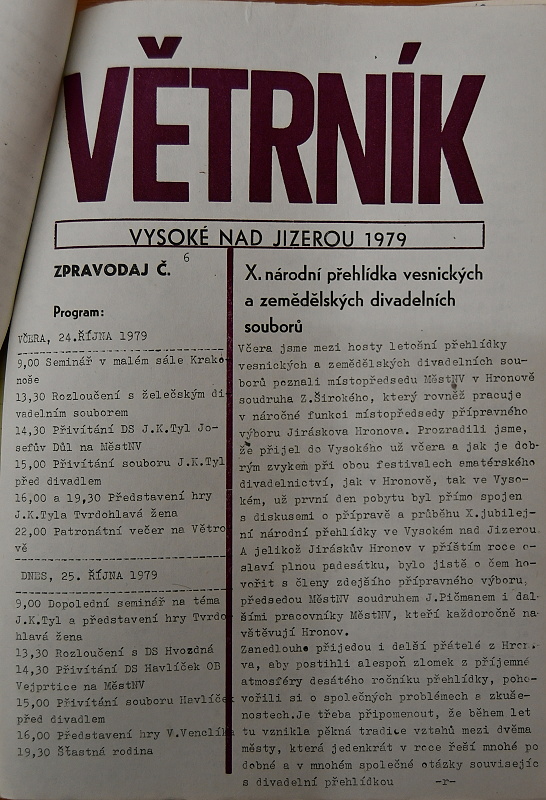 VĚTRNÍK
VYSOKÉ NAD JIZEROU 1979
ZPRAVODAJ Č. 6
Program:
VČERA, 24.ŘÍJNA 1979
9,00 Seminář v malém sále Krako
noše
13,30 Rozloučení s želečským di
vadelním souborem
14,30 Přivítání DS J.K.Tyl Jo-
sefův Důl na MěstNV
15,00 Přivítání souboru J.K.Tyl
před divadlem
16,00 a 19,30 Představení hry
J.K.Tyla Tvrdohlavá žena
22,00 Patronátní večer na Větro
vě
DNES, 25. ŘÍJNA 1979
9,00 Dopolední seminář na téma
J.K.Tyl a představení hry Tvrdo
hlavá žena
13,30 Rozloučení s DS Hvozdná
14,30 Přivítání DS Havlíček OB
Vejprtice na MěstNV
15,00 Přivítání souboru Havlíček
před divadlem
16,00 Představení hry V.Venclíka
19,30 Šťastná rodina
X. národní přehlídka vesnických
a zemědělských divadelních
souborů
Včera jsme mezi hosty letošní přehlídky
vesnických a zemědělských divadelních sou-
borů poznali místopředsedu MěstNV v Hronově
soudruha Z.Širokého, který rovněž pracuje
v náročné funkci místopředsedy přípravného
výboru Jiráskova Hronova. Prozradili jsme,
že přijel do Vysokého už včera a jak je dob-
rým zvykem při obou festivalech amatérského
divadelnictví, jak v Hronově, tak ve Vyso-
kém, už první den pobytu byl přímo spojen
s diskusemi o přípravě a průběhu X.jubilej-
ní národní přehlídky ve Vysokém nad Jizerou.
A jelikož Jiráskův Hronov v příštím roce o-
slaví plnou padesátku, bylo jistě o čem ho-
vořit s členy zdejšího přípravného výboru,
předsedou MěstNV soudruhem J.Pičmanem i dal-
šími pracovníky MěstNV, kteří každoročně na-
vštěvují Hronov.
Zanedlouho přijedou i další přátelé z Hrono-
va, aby postihli alespoň zlomek z příjemné
atmosféry desátého ročníku přehlídky, poho-
vořili si o společných problémech a zkuše-
nostech.Je třeba připomenout, že během let
tu vznikla pěkná tradice vztahů mezi dvěma
městy, která jedenkrát v roce řeší mnohé po
dobné a v mnohém společné otázky souvisejíc
s divadelní přehlídkou -r-